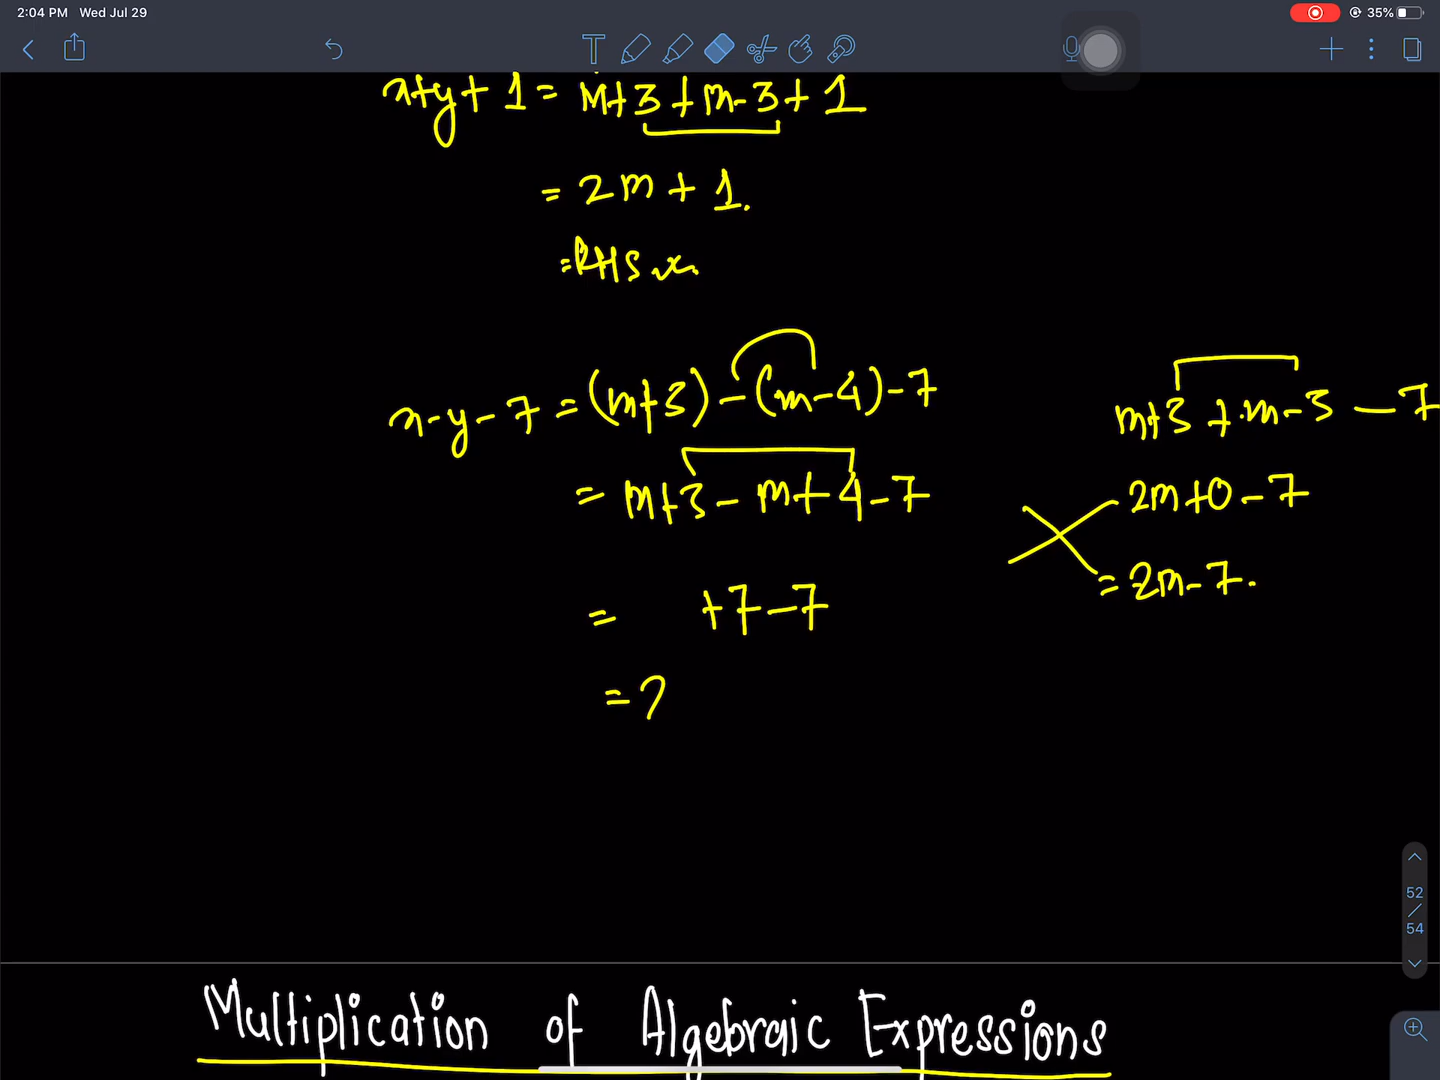 2:04 PM Wed Jul 29
35%
x+y+1 = m+3+m-3+1
= 2m+1.
=RHS
x-y-7 = (m+3)-(m-4)-7
= m+3-m+4-7
= +7-7
=2
m+3+m-3-7
2m+0-7
= 2m-7.
52
/
54
Multiplication of Algebraic Expressions